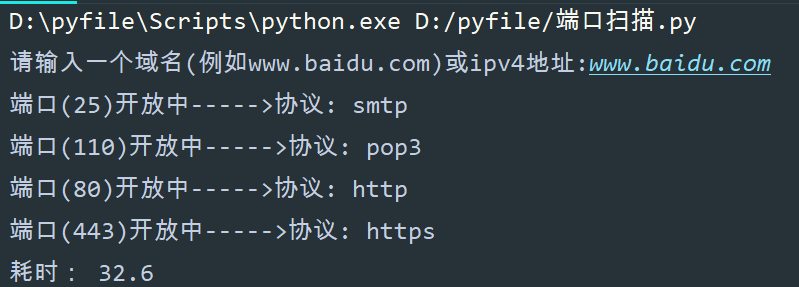 D:\pyfile\Scripts\python.exe D:/pyfile/端口扫描.py
请输入一个域名(例如www.baidu.com)或ipv4地址:www.baidu.com
端口(25)开放中----->协议: smtp
端口(110)开放中----->协议: pop3
端口(80)开放中----->协议: http
端口(443)开放中----->协议: https
耗时： 32.6